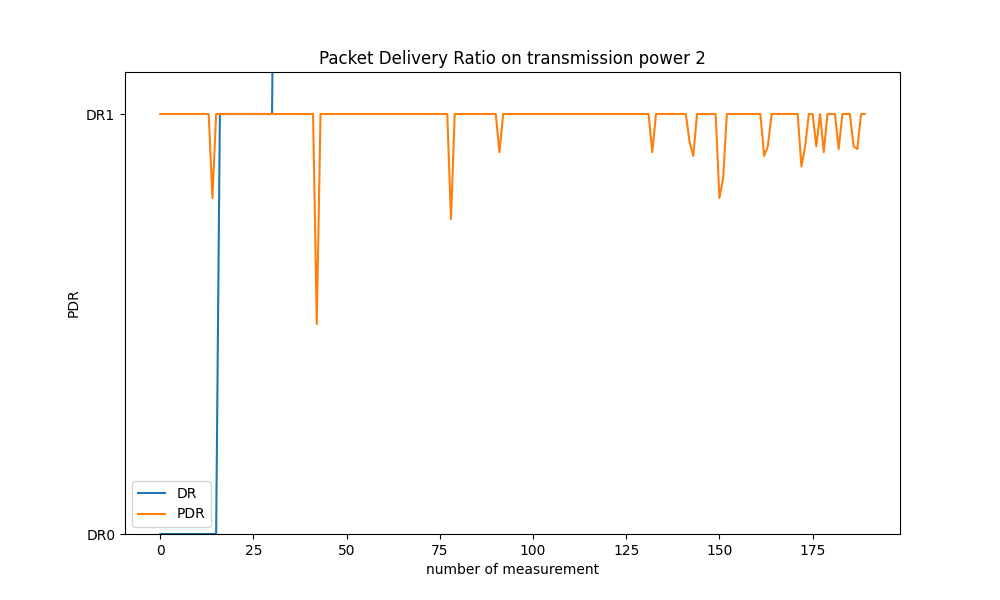 Packet Delivery Ratio on transmission power 2
DR1
PDR
DR0
DR
PDR
0 25 50 75 100 125 150 175
number of measurement